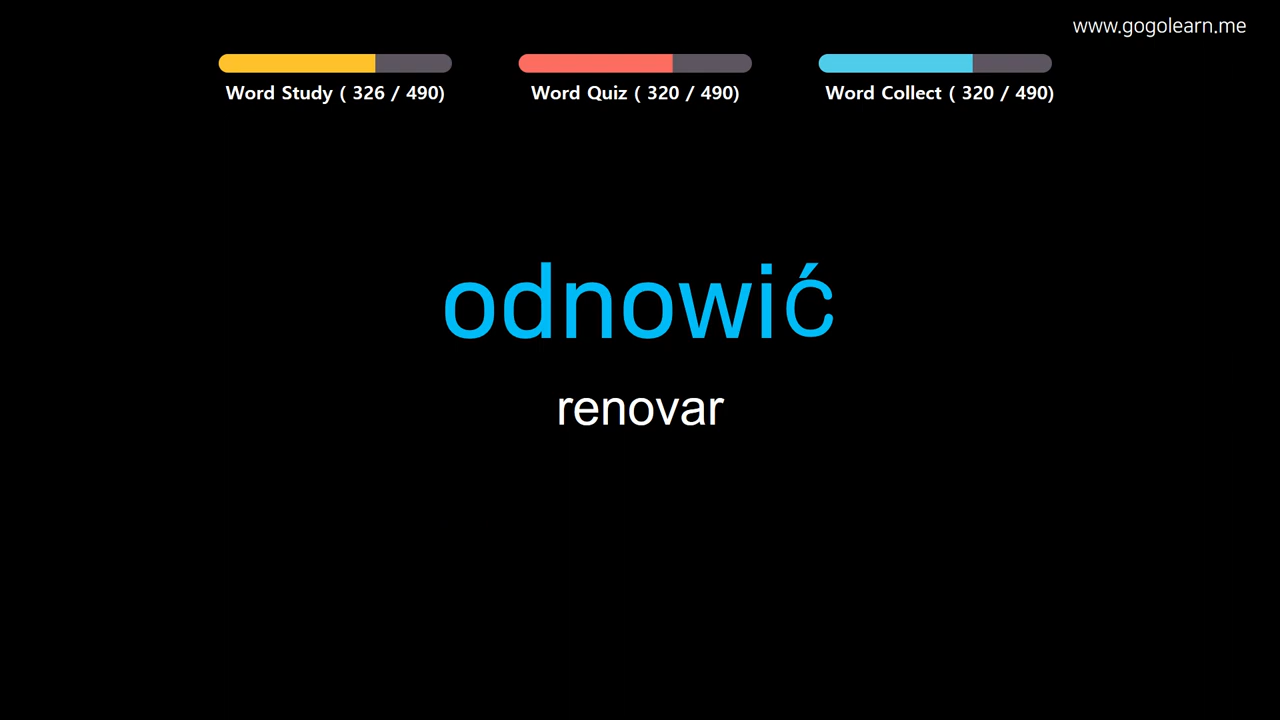 www.gogolearn.me
Word Study ( 326 / 490)
Word Quiz ( 320 / 490)
Word Collect ( 320 / 490)
odnowić
renovar